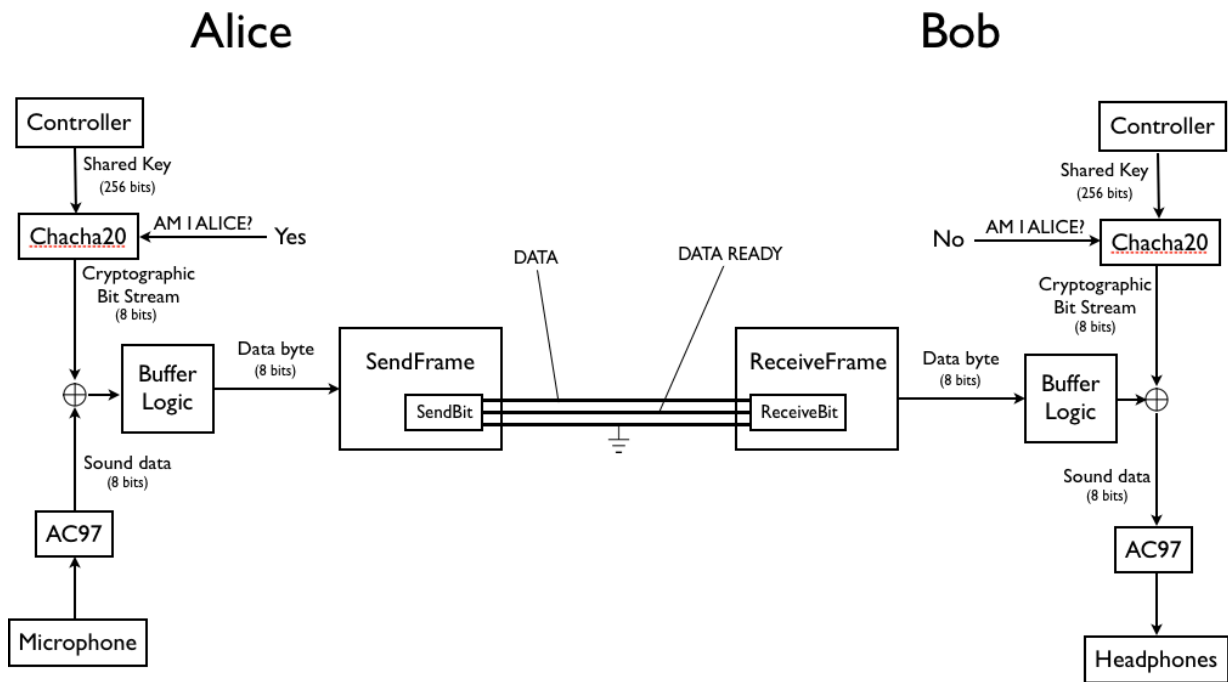 Alice
Bob
Controller
Shared Key
(256 bits)
Chacha20
AM I ALICE?
Yes
Cryptographic
Bit Stream
(8 bits)
Buffer
Logic
Data byte
(8 bits)
SendFrame
SendBit
Sound data
(8 bits)
AC97
Microphone
DATA
DATA READY
Controller
Shared Key
(256 bits)
No
AM I ALICE?
Chacha20
Cryptographic
Bit Stream
(8 bits)
ReceiveFrame
ReceiveBit
Data byte
(8 bits)
Buffer
Logic
Sound data
(8 bits)
AC97
Headphones